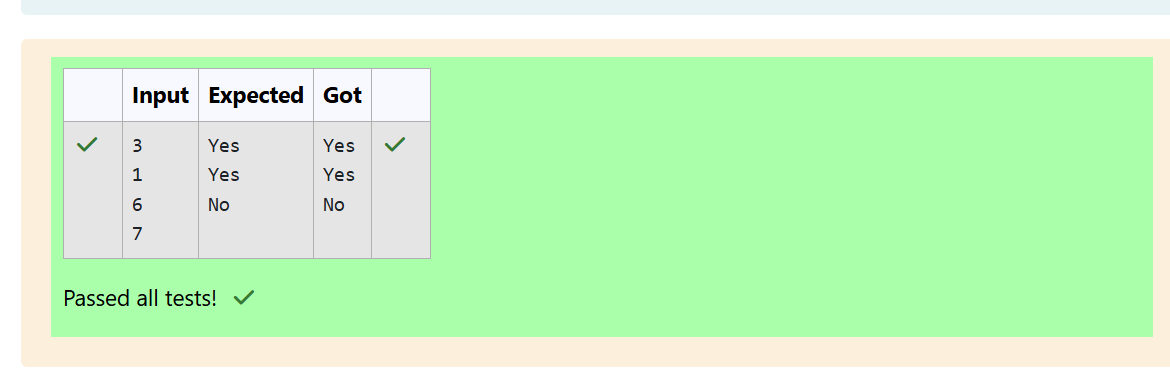 Input Expected Got
3 Yes Yes
1 Yes Yes
6 No No
7
Passed all tests!